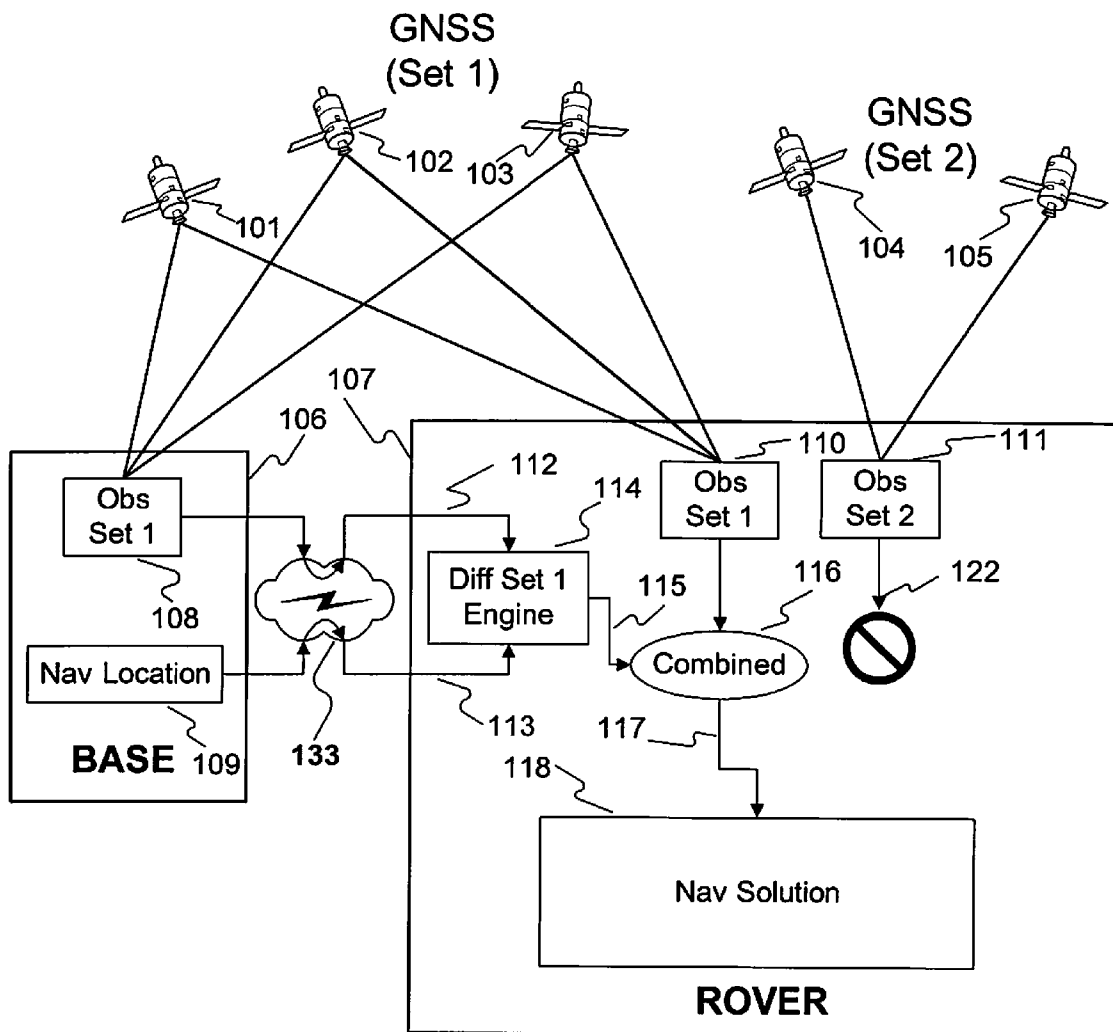 GNSS
(Set 1)
GNSS
(Set 2)
102
103
101
104
105
107
106
110
111
112
114
Obs
Set 1
Obs
Set 1
Obs
Set 2
108
Diff Set 1
Engine
115
116
122
Nav Location
Combined
109
BASE
133
113
117
118
Nav Solution
ROVER